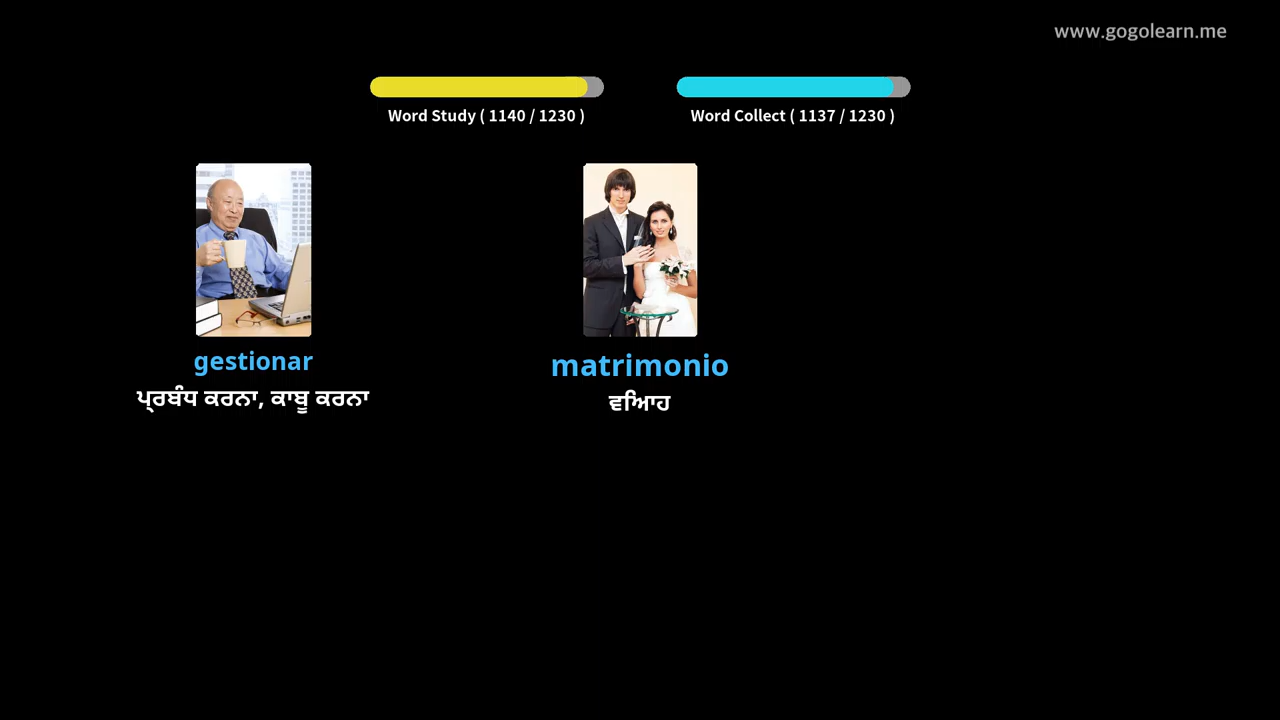 www.gogolearn.me
Word Study ( 1140 / 1230 )
Word Collect ( 1137 / 1230 )
gestionar
ਪ੍ਰਬੰਧ ਕਰਨਾ, ਕਾਬੂ ਕਰਨਾ
matrimonio
ਵਿਆਹ